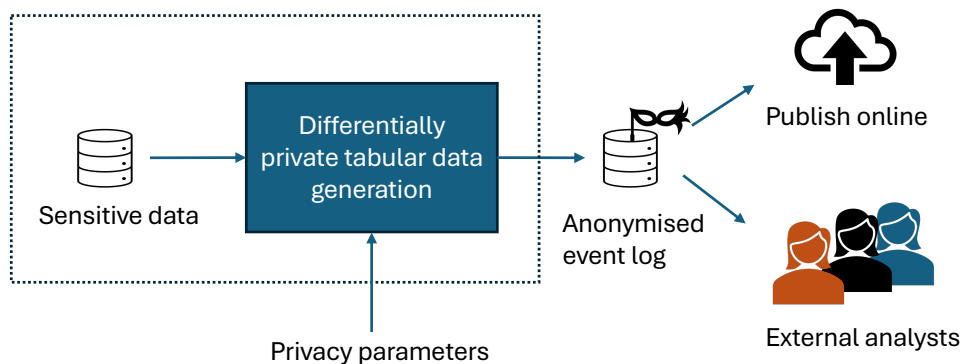 Differentially
private tabular data
generation
Sensitive data
Privacy parameters
Anonymised
event log
Publish online
External analysts